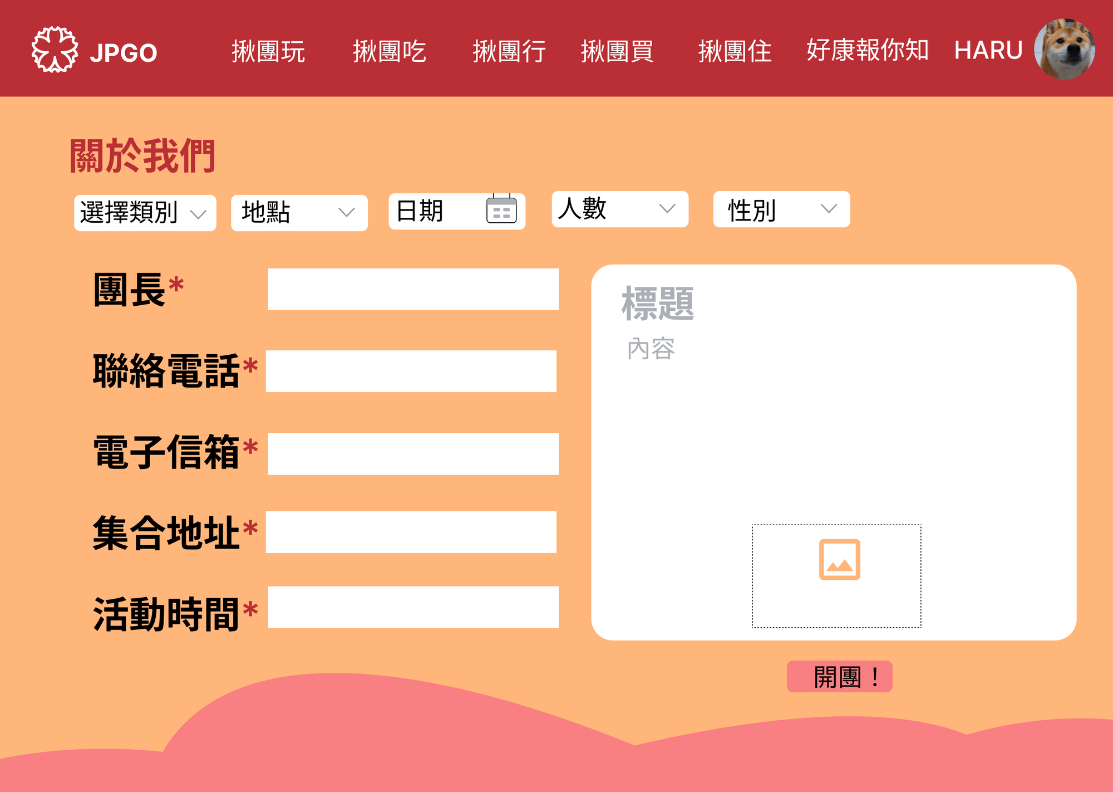 JPGO 揪團玩 揪團吃 揪團行 揪團買 揪團住 好康報你知 HARU
關於我們
選擇類別 地點 日期 人數 性別
團長*
聯絡電話*
電子信箱*
集合地址*
活動時間*
標題
內容
開團！